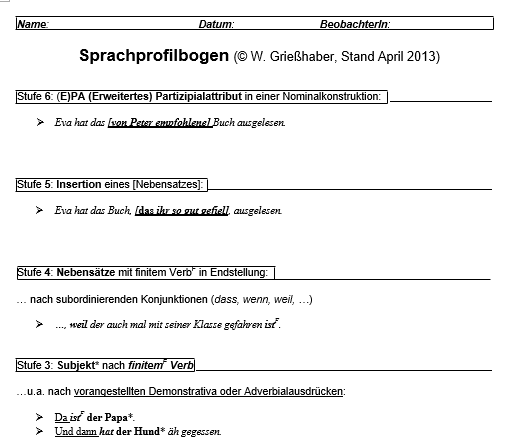 Name: Datum: BeobachterIn:
Sprachprofilbogen (© W. Grießhaber, Stand April 2013)
Stufe 6: (E)PA (Erweitertes) Partizipialattribut in einer Nominalkonstruktion:
➢ Eva hat das [von Peter empfohlene] Buch ausgelesen.
Stufe 5: Insertion eines [Nebensatzes]:
➢ Eva hat das Buch, [das ihr so gut gefiel], ausgelesen.
Stufe 4: Nebensätze mit finitem Verbᶠ in Endstellung:
… nach subordinierenden Konjunktionen (dass, wenn, weil, …)
➢ …, weil der auch mal mit seiner Klasse gefahren istᶠ.
Stufe 3: Subjekt* nach finitemᶠ Verb
…u.a. nach vorangestellten Demonstrativa oder Adverbialausdrücken:
➢ Da istᶠ der Papa*.
➢ Und dann hat der Hund* äh gegessen.